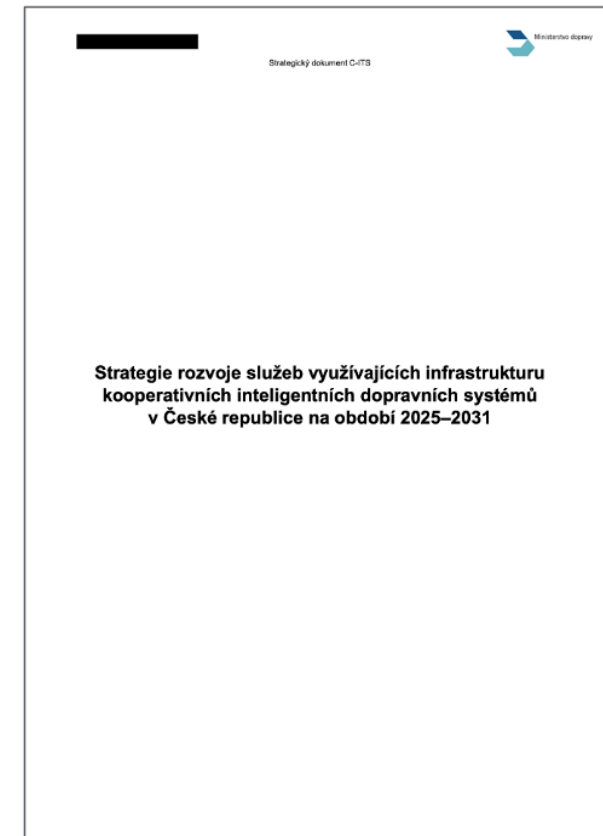 Ministerstvo dopravy
Strategický dokument C-ITS
Strategie rozvoje služeb využívajících infrastrukturu
kooperativních inteligentních dopravních systémů
v České republice na období 2025–2031